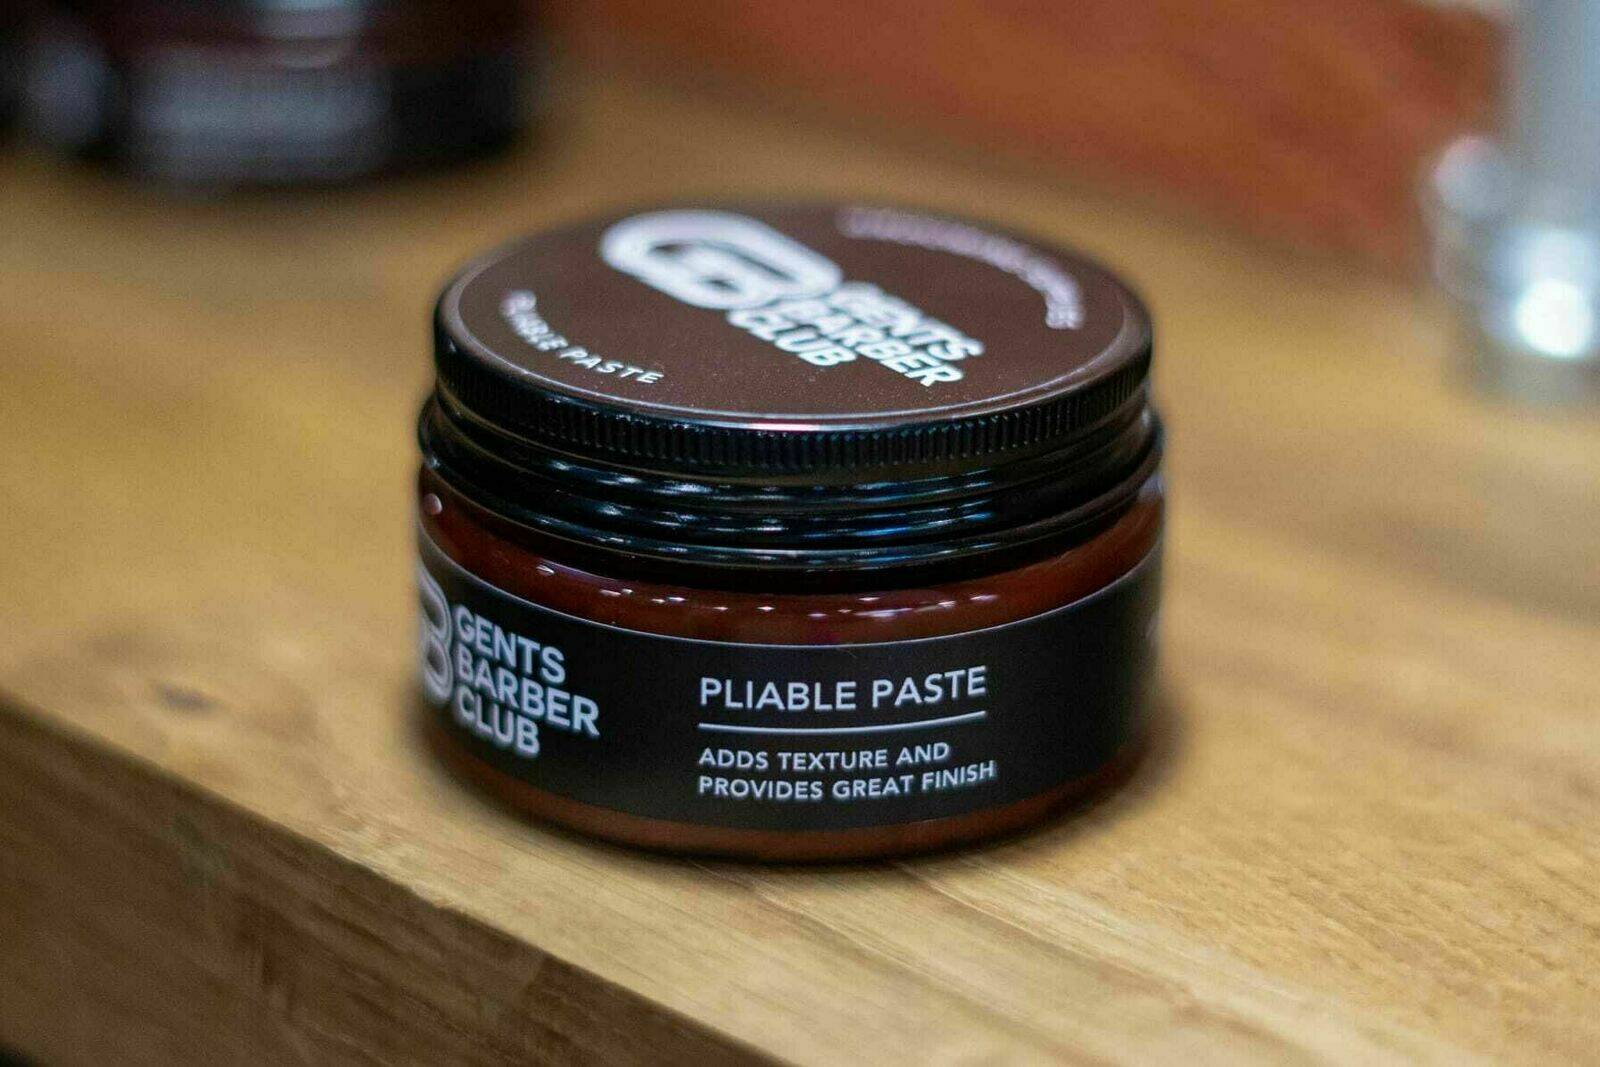 GENTS
BARBER
CLUB
PLIABLE PASTE
GENTS
BARBER
CLUB
PLIABLE PASTE
ADDS TEXTURE AND
PROVIDES GREAT FINISH